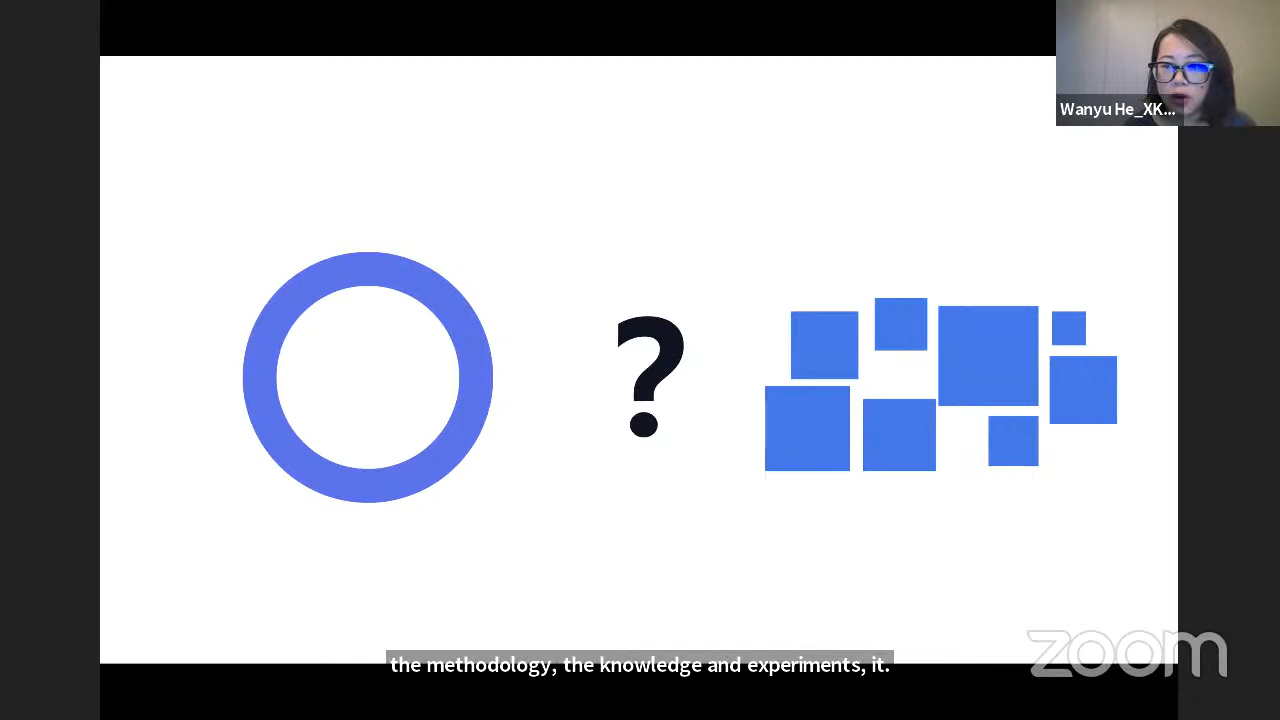 Wanyu He_XK...
?
the methodology, the knowledge and experiments, it.
zoom